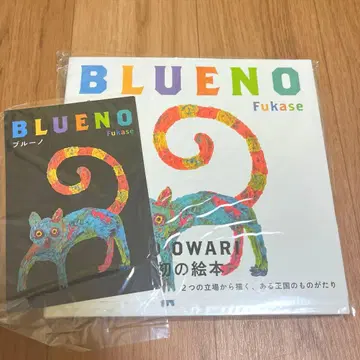 BLUENO
Fukase
BLUENO
Fukase
ブルーノ
OWARI
の絵本
2つの立場から描く、ある王国のものがたり